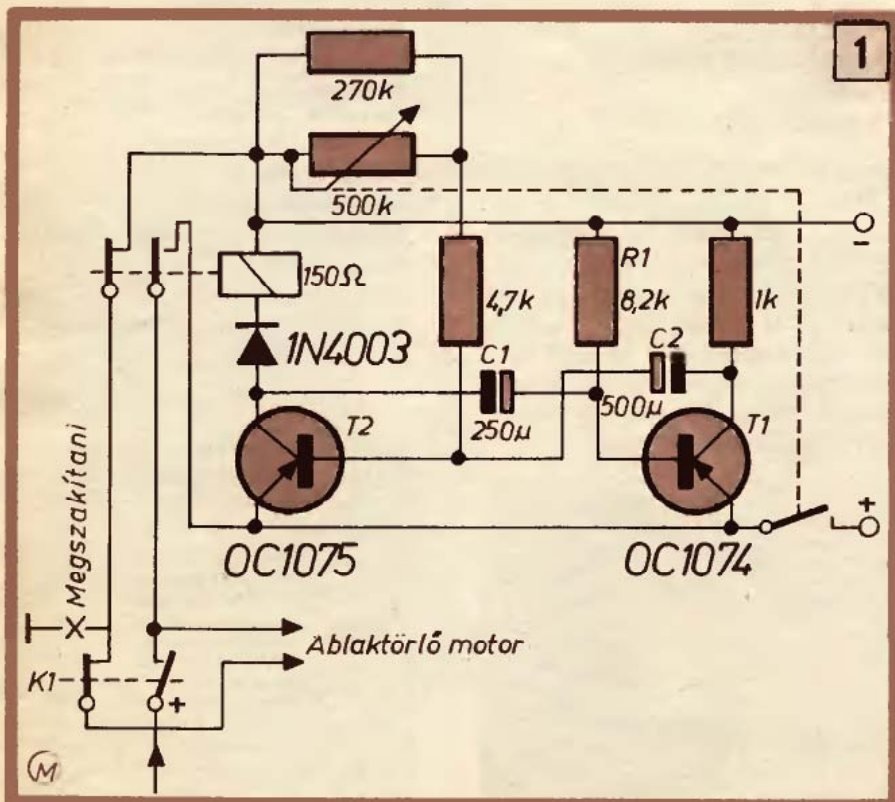 1
270k
500k
-
150Ω
4,7k
R1
8,2k
1k
1N4003
C1
250µ
C2
500µ
T2
T1
+
OC1075
OC1074
Megszakítani
Ablaktörlő motor
K1
+
M